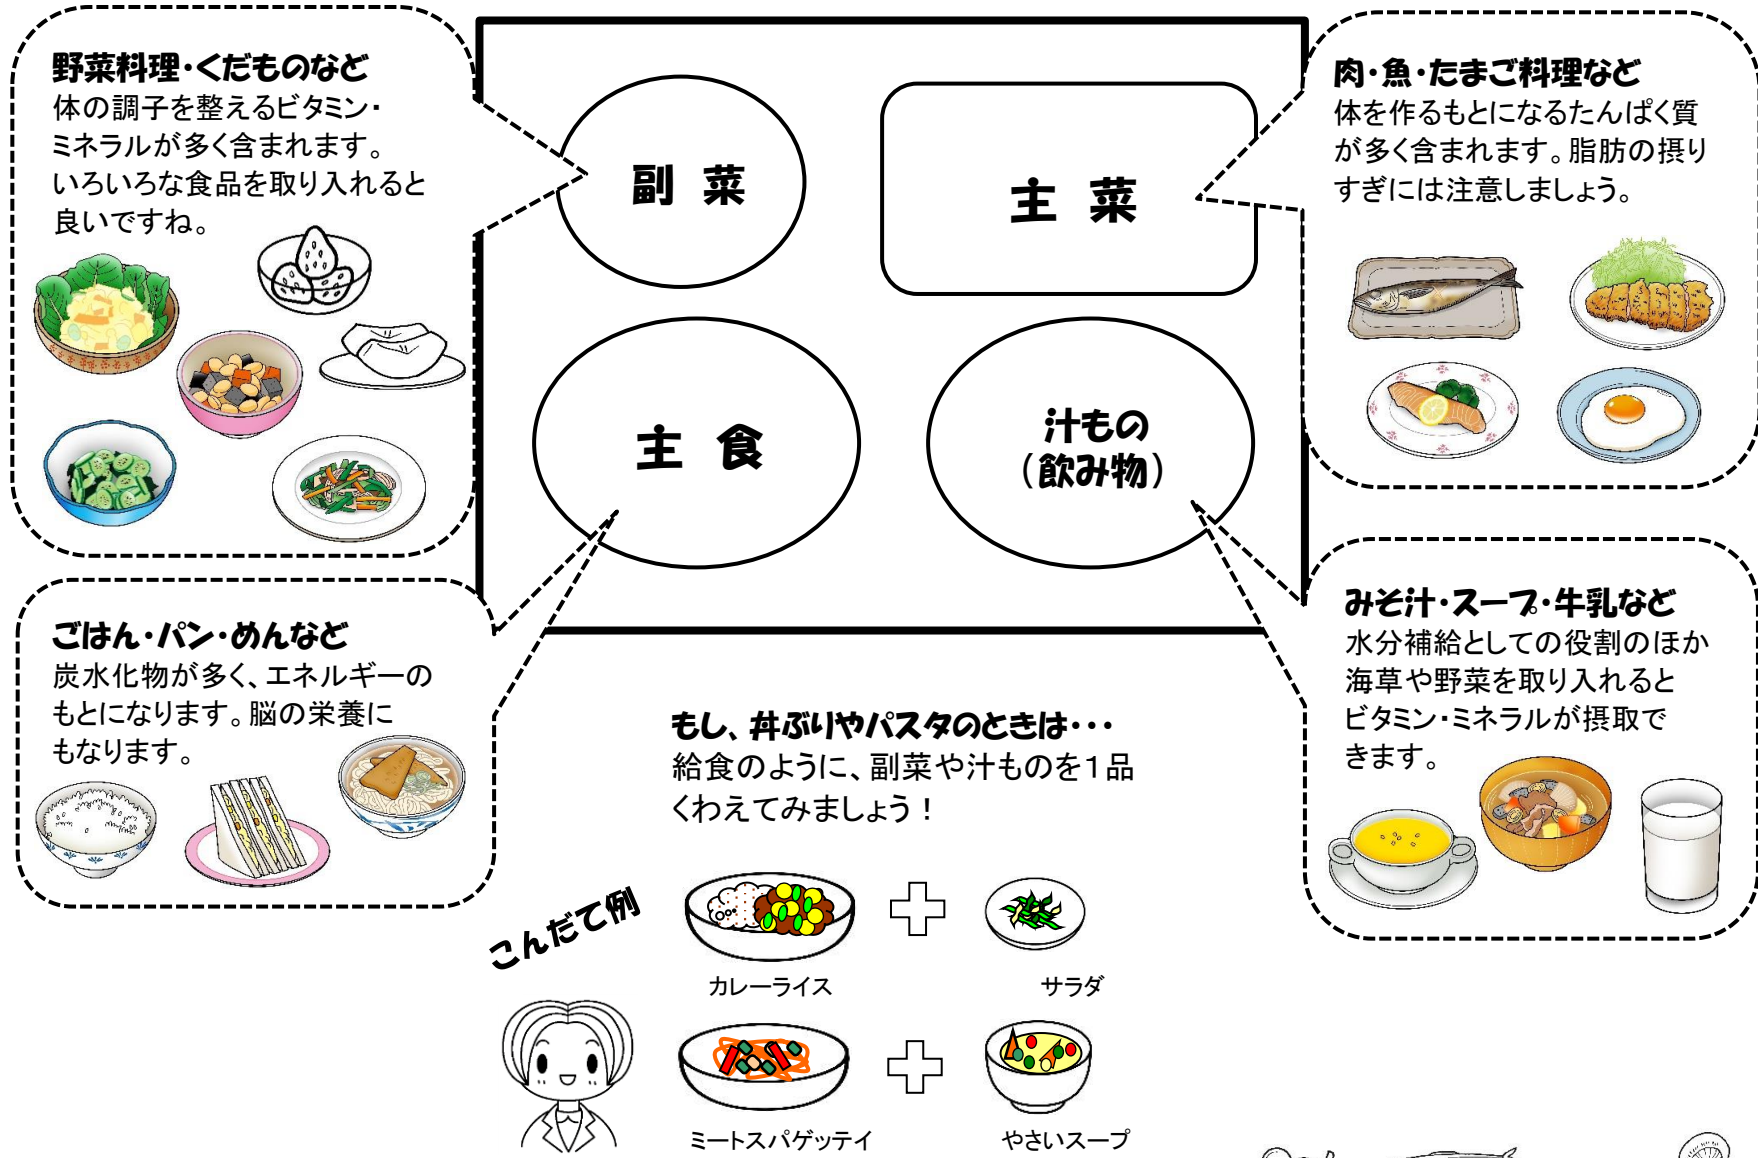 野菜料理・くだものなど
体の調子を整えるビタミン・
ミネラルが多く含まれます。
いろいろな食品を取り入れると
良いですね。
副 菜
主 菜
肉・魚・たまご料理など
体を作るもとになるたんぱく質
が多く含まれます。脂肪の摂り
すぎには注意しましょう。
主 食
汁もの
(飲み物)
ごはん・パン・めんなど
炭水化物が多く、エネルギーの
もとになります。脳の栄養に
もなります。
みそ汁・スープ・牛乳など
水分補給としての役割のほか
海草や野菜を取り入れると
ビタミン・ミネラルが摂取で
きます。
もし、丼ぶりやパスタのときは・・・
給食のように、副菜や汁ものを１品
くわえてみましょう！
こんだて例
カレーライス
サラダ
ミートスパゲッテイ
やさいスープ